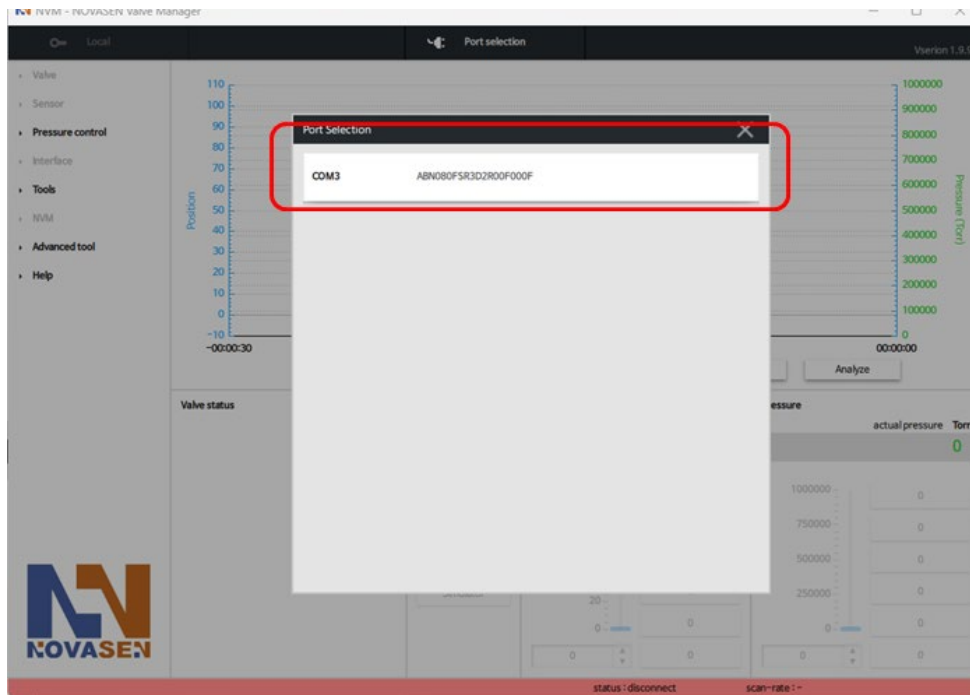 NVM - NOVASEN Valve Manager
Local
Port selection
Vserion 1.9.
Valve
Sensor
Pressure control
Interface
Tools
NVM
Advanced tool
Help
110
100
90
80
70
60
50
40
30
20
10
0
-10
Position
-00:00:30
Port Selection
COM3 ABN080FSR3D2R00F000F
1000000
900000
800000
700000
600000
500000
400000
300000
200000
100000
0
Pressure (Torr)
00:00:00
Analyze
Valve status
essure
actual pressure Torr
0
1000000
750000
500000
250000
0
0
0
0
0
0
0
0
20
0
0
0
0
0
NOVASEN
status : disconnect
scan-rate : -